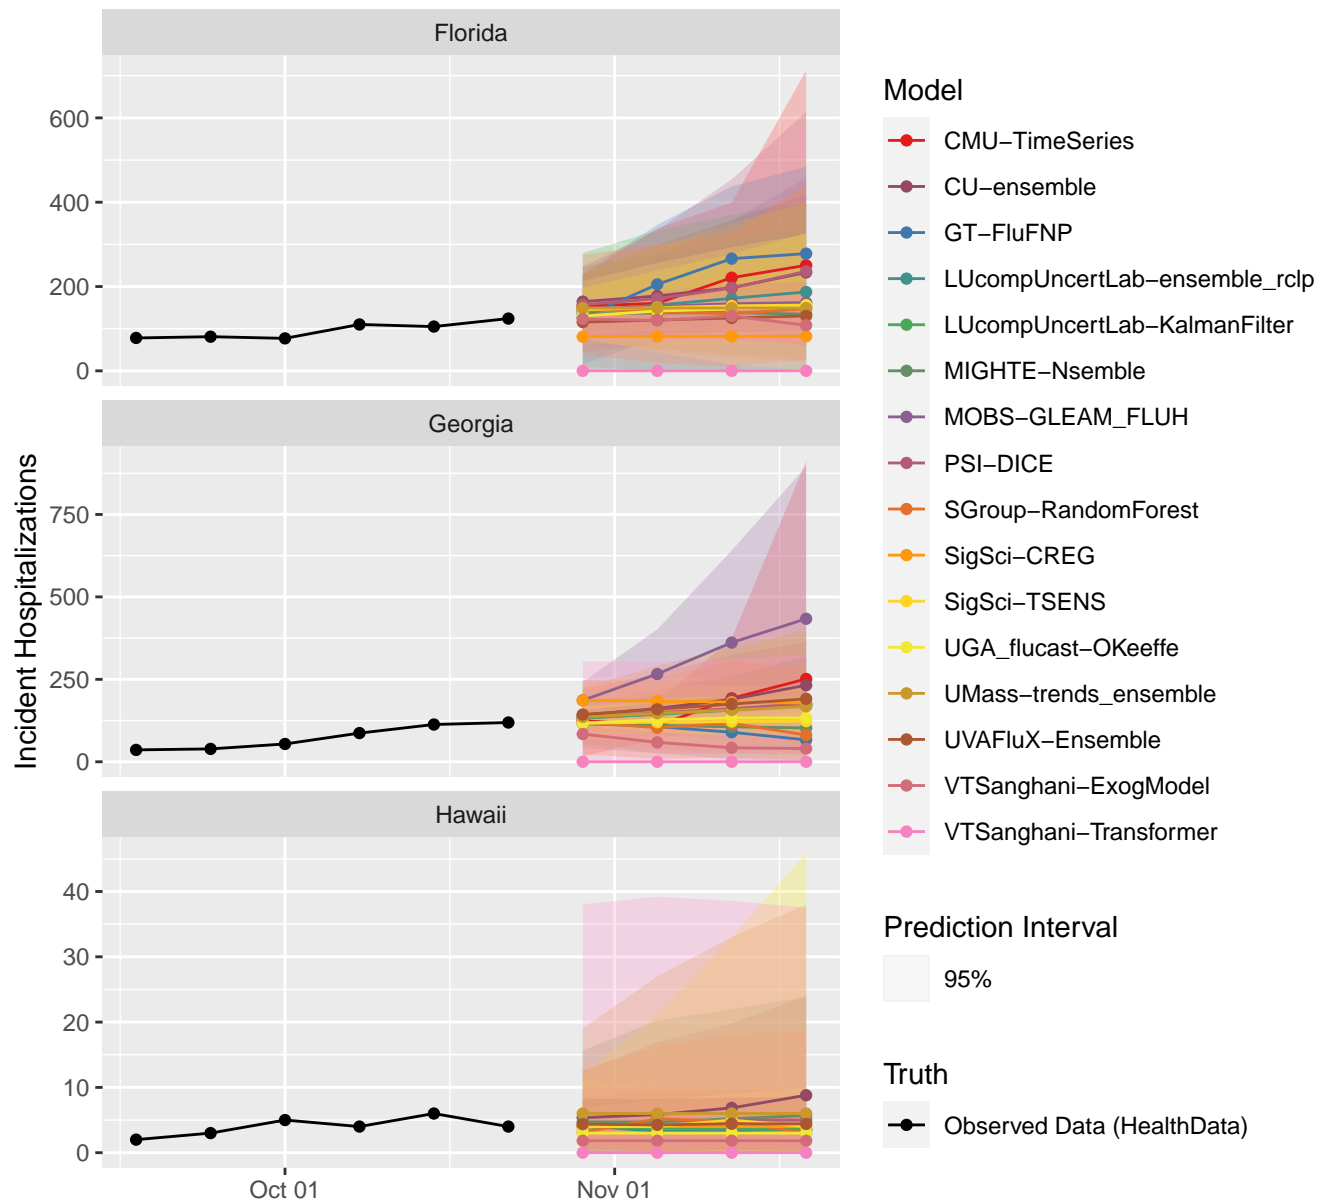 Florida
600
400
200
0
Georgia
750
500
250
0
Hawaii
40
30
20
10
0
Oct 01
Nov 01
Incident Hospitalizations
Model
CMU−TimeSeries
CU−ensemble
GT−FluFNP
LUcompUncertLab−ensemble_rclp
LUcompUncertLab−KalmanFilter
MIGHTE−Nsemble
MOBS−GLEAM_FLUH
PSI−DICE
SGroup−RandomForest
SigSci−CREG
SigSci−TSENS
UGA_flucast−OKeeffe
UMass−trends_ensemble
UVAFluX−Ensemble
VTSanghani−ExogModel
VTSanghani−Transformer
Prediction Interval
95%
Truth
Observed Data (HealthData)